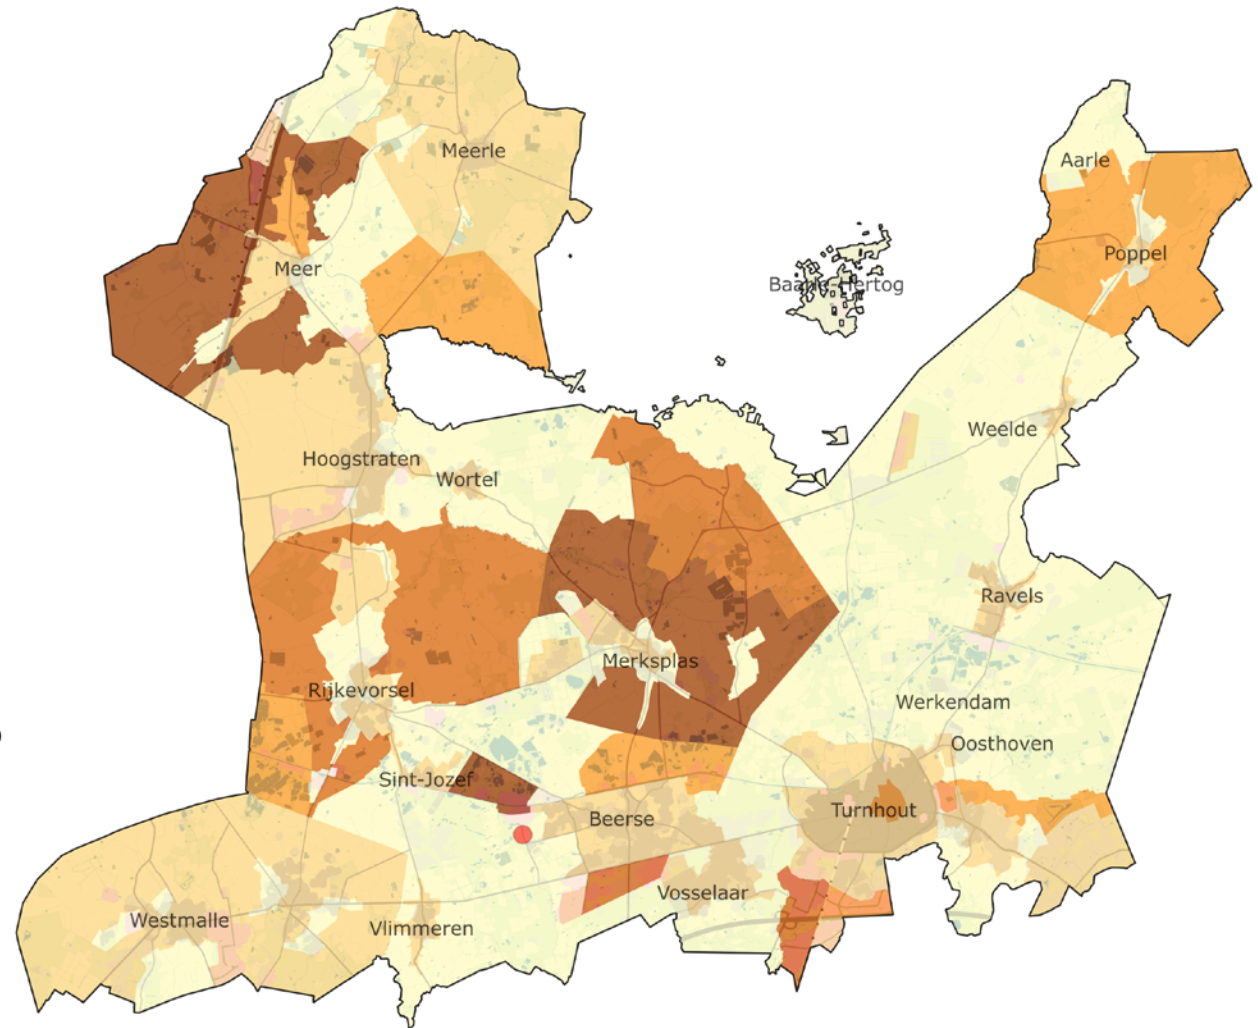 Meerle
Aarle
Poppel
Meer
Baarle-Hertog
Weelde
Hoogstraten
Wortel
Ravels
Merksplas
Rijkevorsel
Werkendam
Oosthoven
Sint-Jozef
Turnhout
Beerse
Vosselaar
Westmalle
Vlimmeren